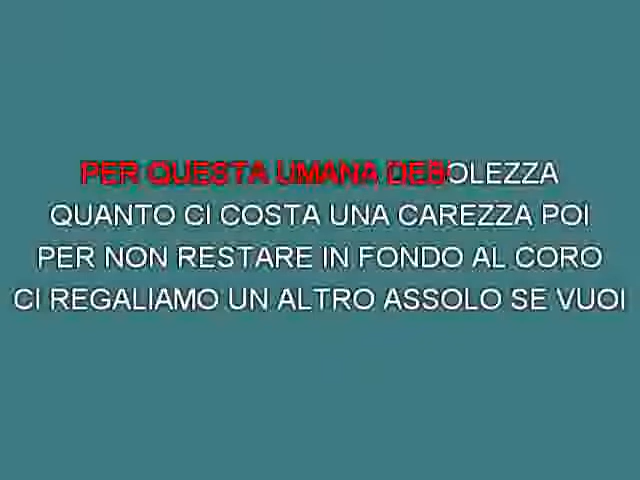 PER QUESTA UMANA DEBOLEZZA
QUANTO CI COSTA UNA CAREZZA POI
PER NON RESTARE IN FONDO AL CORO
CI REGALIAMO UN ALTRO ASSOLO SE VUOI